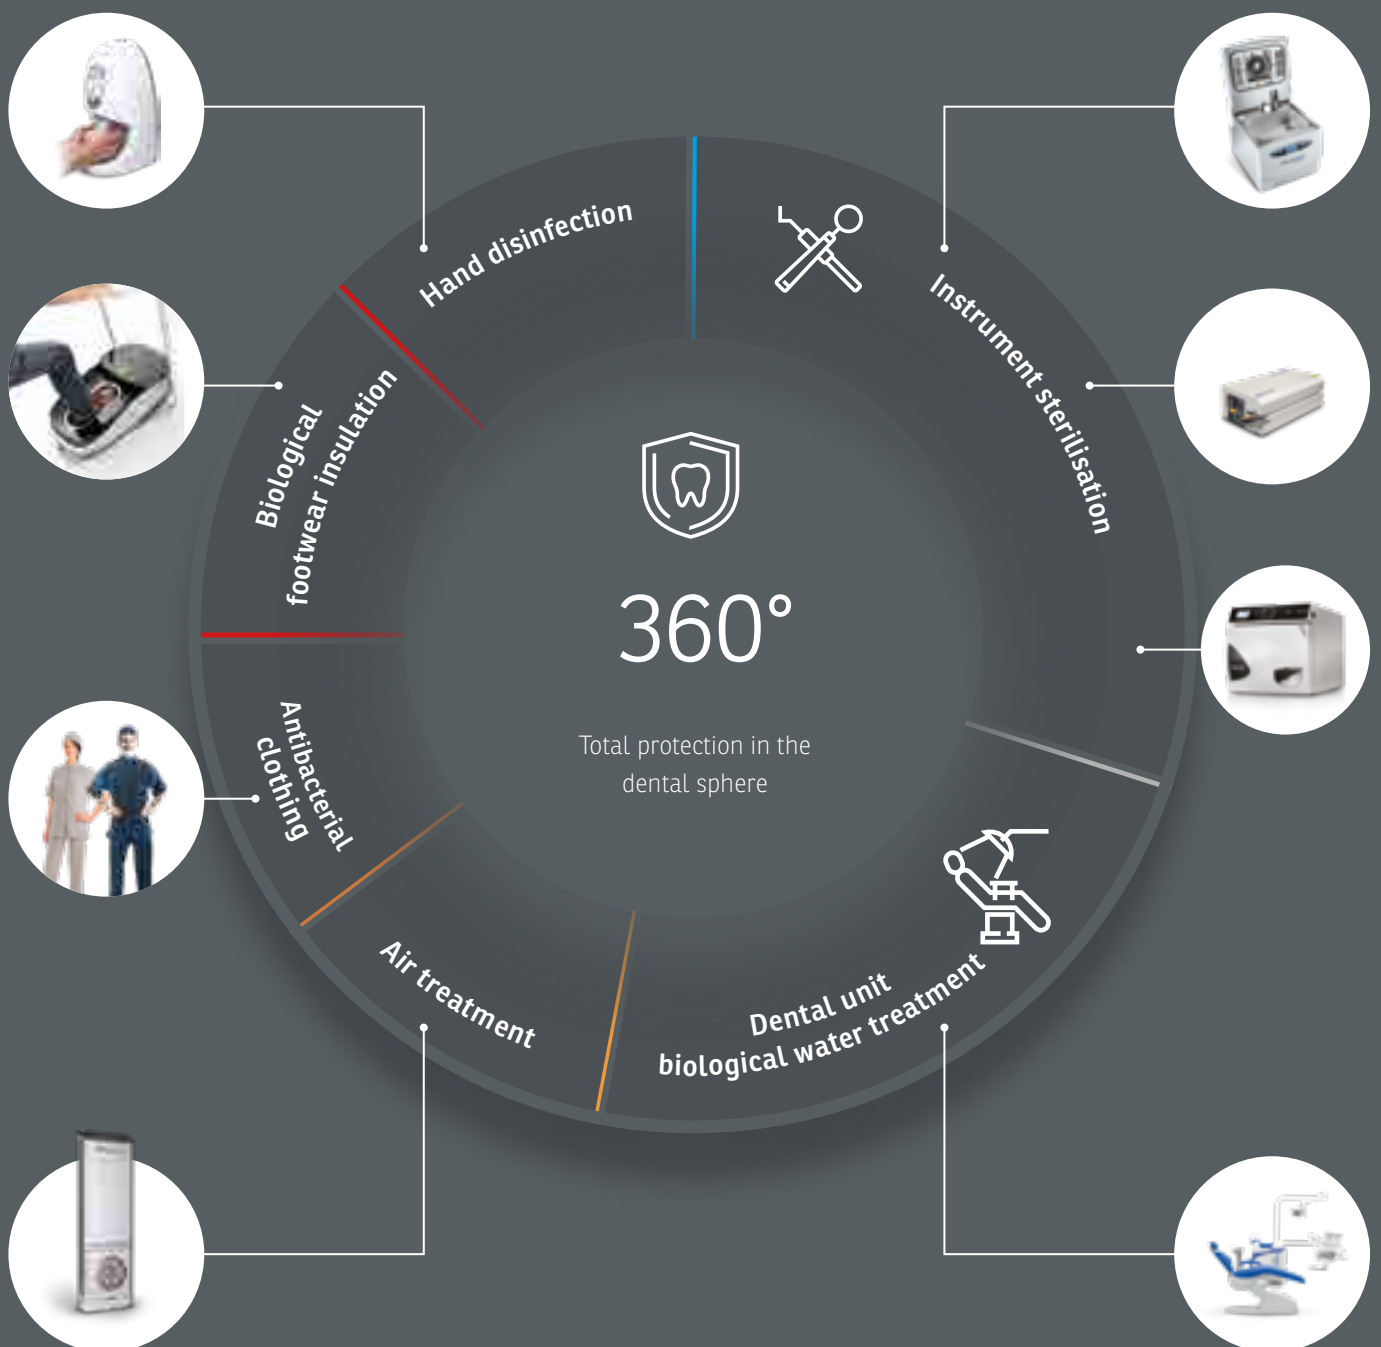 Hand disinfection
Instrument sterilisation
Biological
footwear insulation
360°
Total protection in the
dental sphere
Antibacterial
clothing
Air treatment
Dental unit
biological water treatment